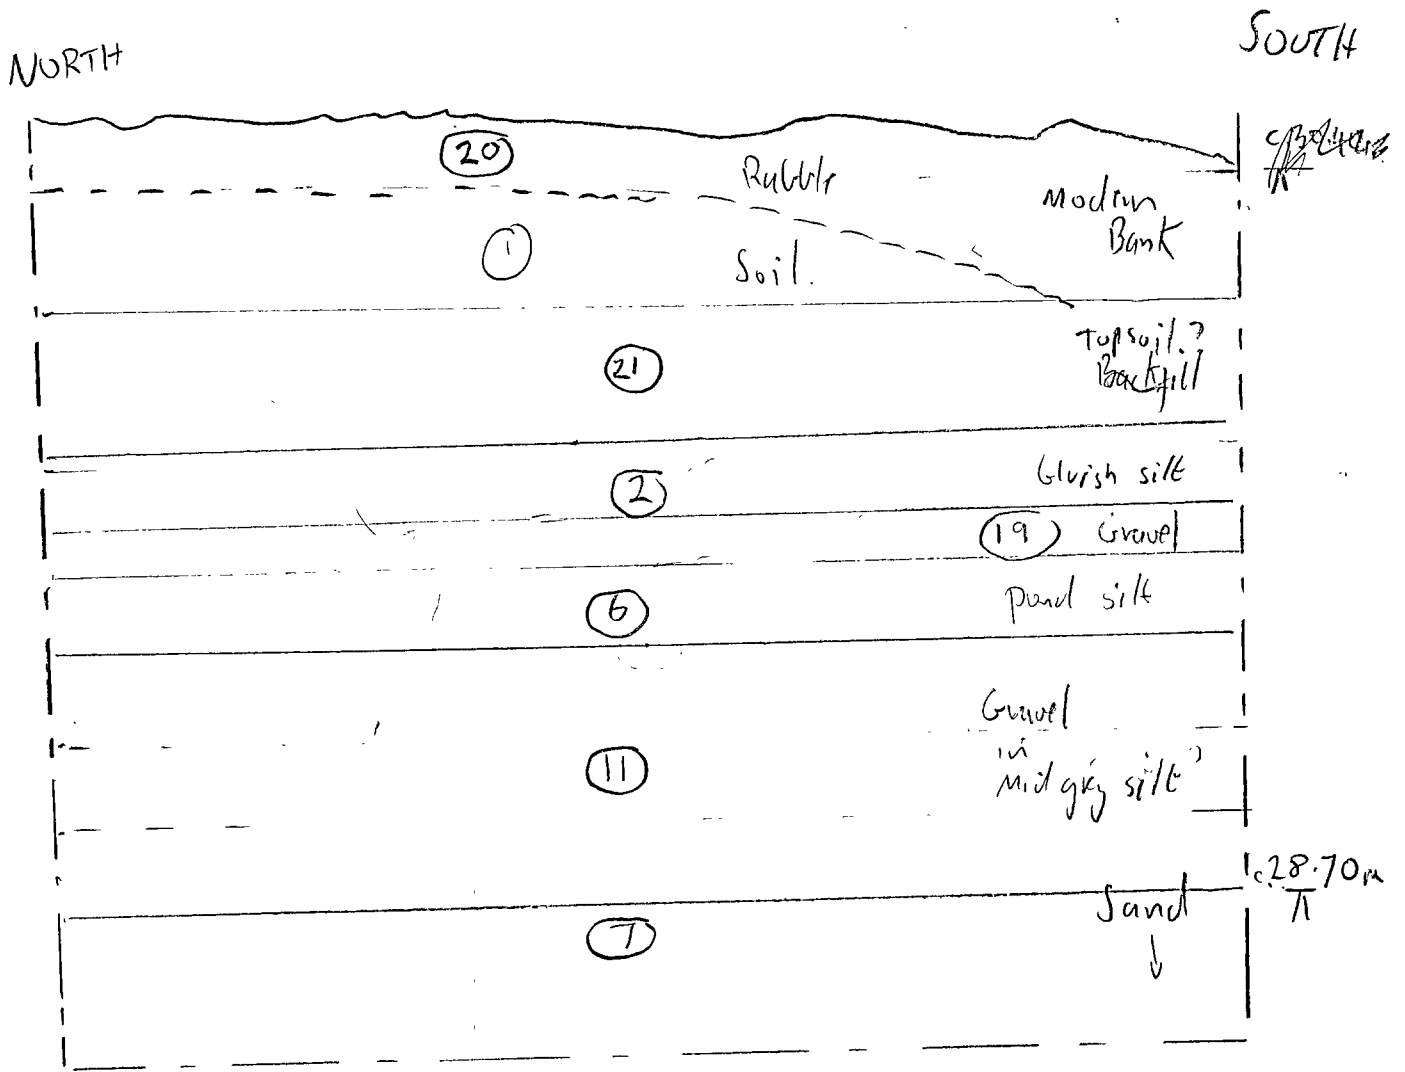 NORTH
SOUTH
20
Rubble
Modern
Bank
1
Soil.
Topsoil.?
Backfill
21
2
bluish silt
19 Gravel
6
pond silt
Gravel
in
Mid grey silt?
11
c.28.70m
Sand
7